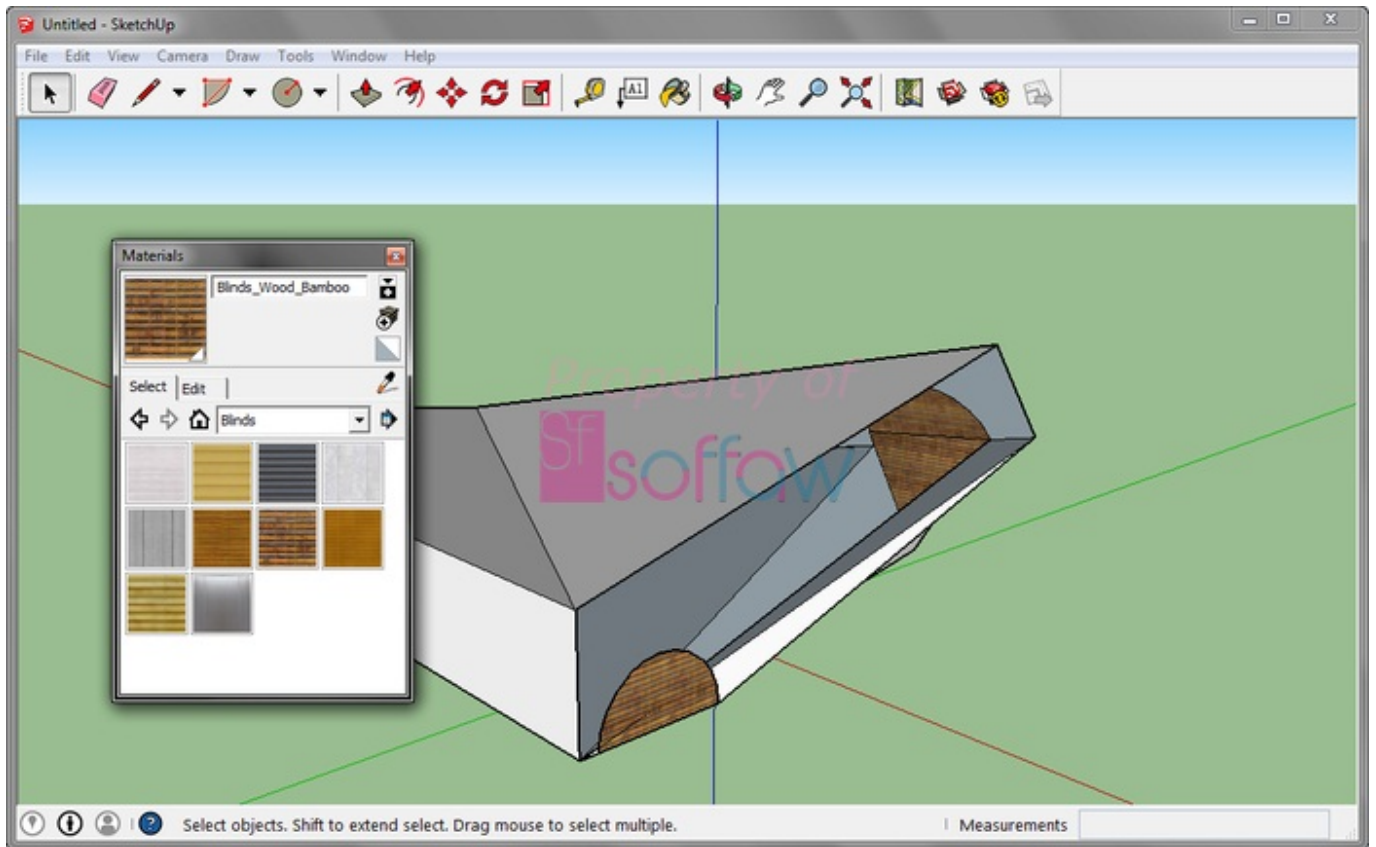 Untitled - SketchUp
File Edit View Camera Draw Tools Window Help
A1
Materials
Blinds_Wood_Bamboo
Select Edit
Blinds
Property of
Sf soffaw
Select objects. Shift to extend select. Drag mouse to select multiple.
Measurements